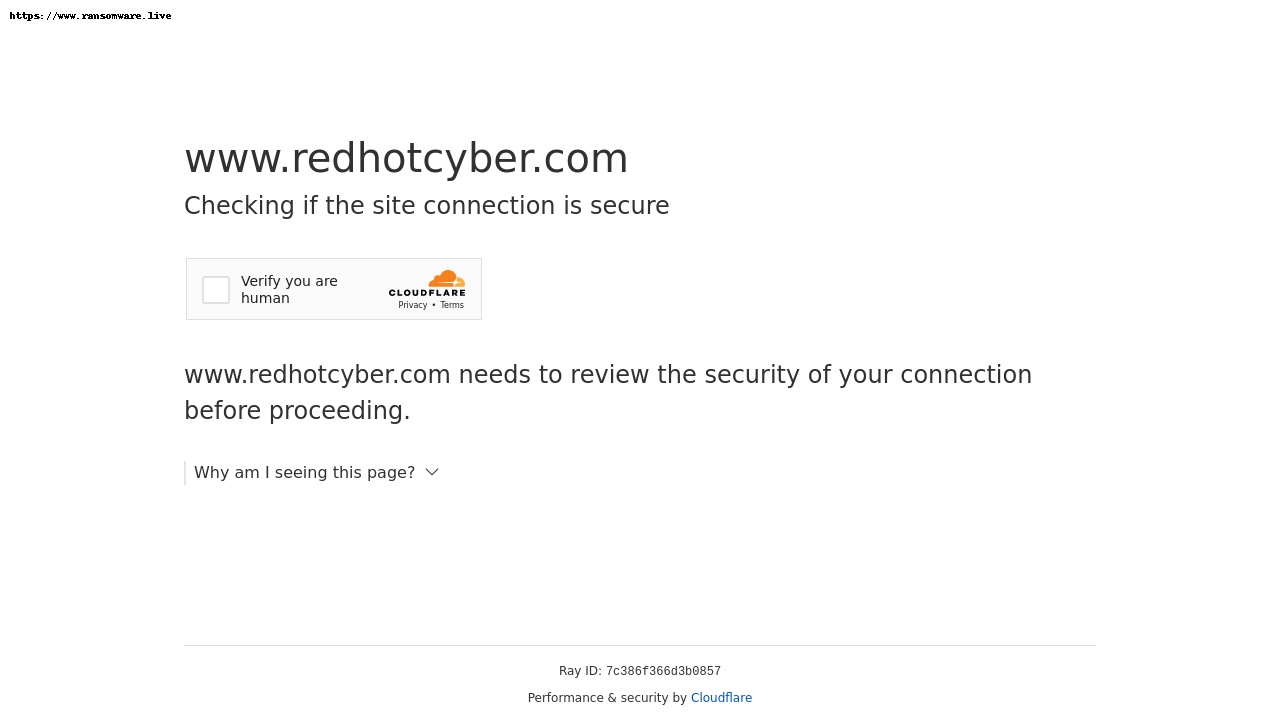 https://www.ransomware.live
www.redhotcyber.com
Checking if the site connection is secure
Verify you are
human
CLOUDFLARE
Privacy • Terms
www.redhotcyber.com needs to review the security of your connection
before proceeding.
Why am I seeing this page?
Ray ID: 7c386f366d3b0857
Performance & security by Cloudflare